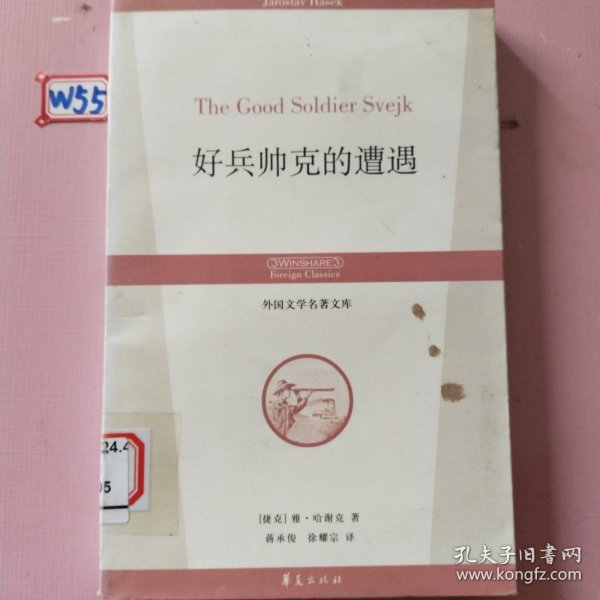 Jaroslav Hasek
W55
The Good Soldier Svejk
好兵帅克的遭遇
WINSHARE
Foreign Classics
外国文学名著文库
24.4
05
[捷克] 雅·哈谢克 著
蒋承俊 徐耀宗 译
华夏出版社
孔夫子旧书网
www.kongfz.com